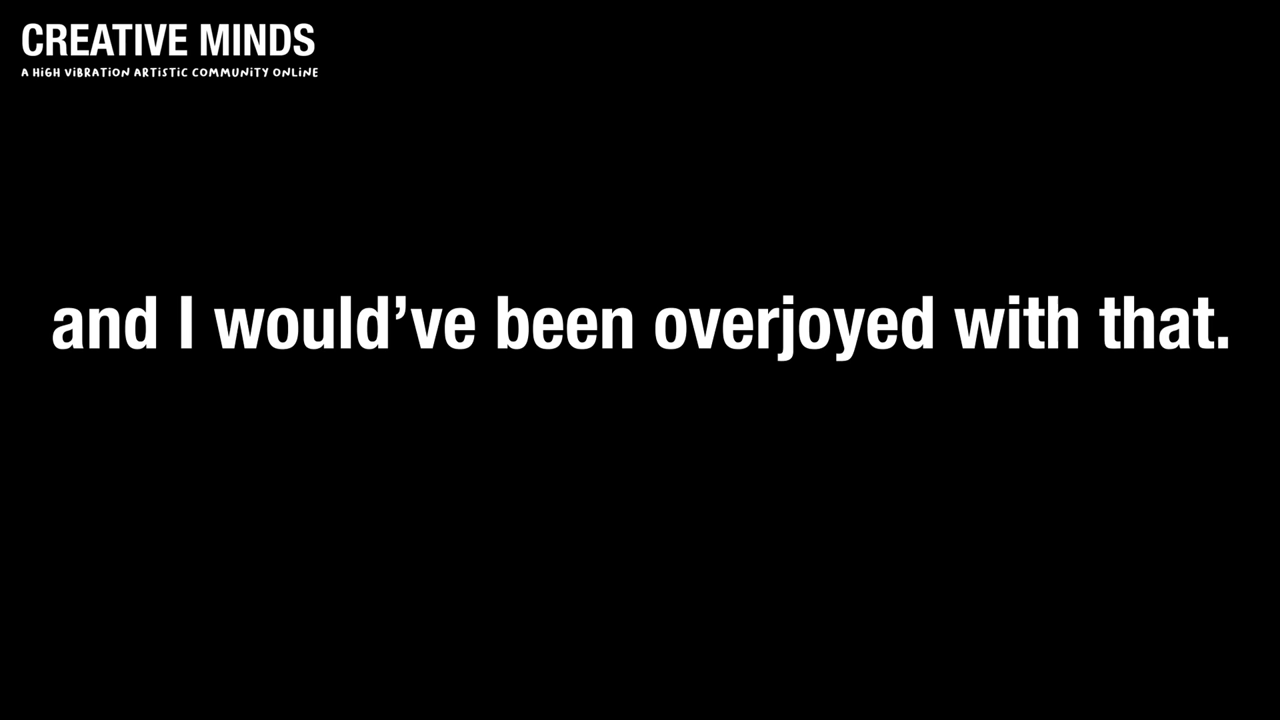 CREATIVE MINDS
A HiGH ViBRATiON ARTiSTiC COMMUNiTY ONLiNE
and I would’ve been overjoyed with that.